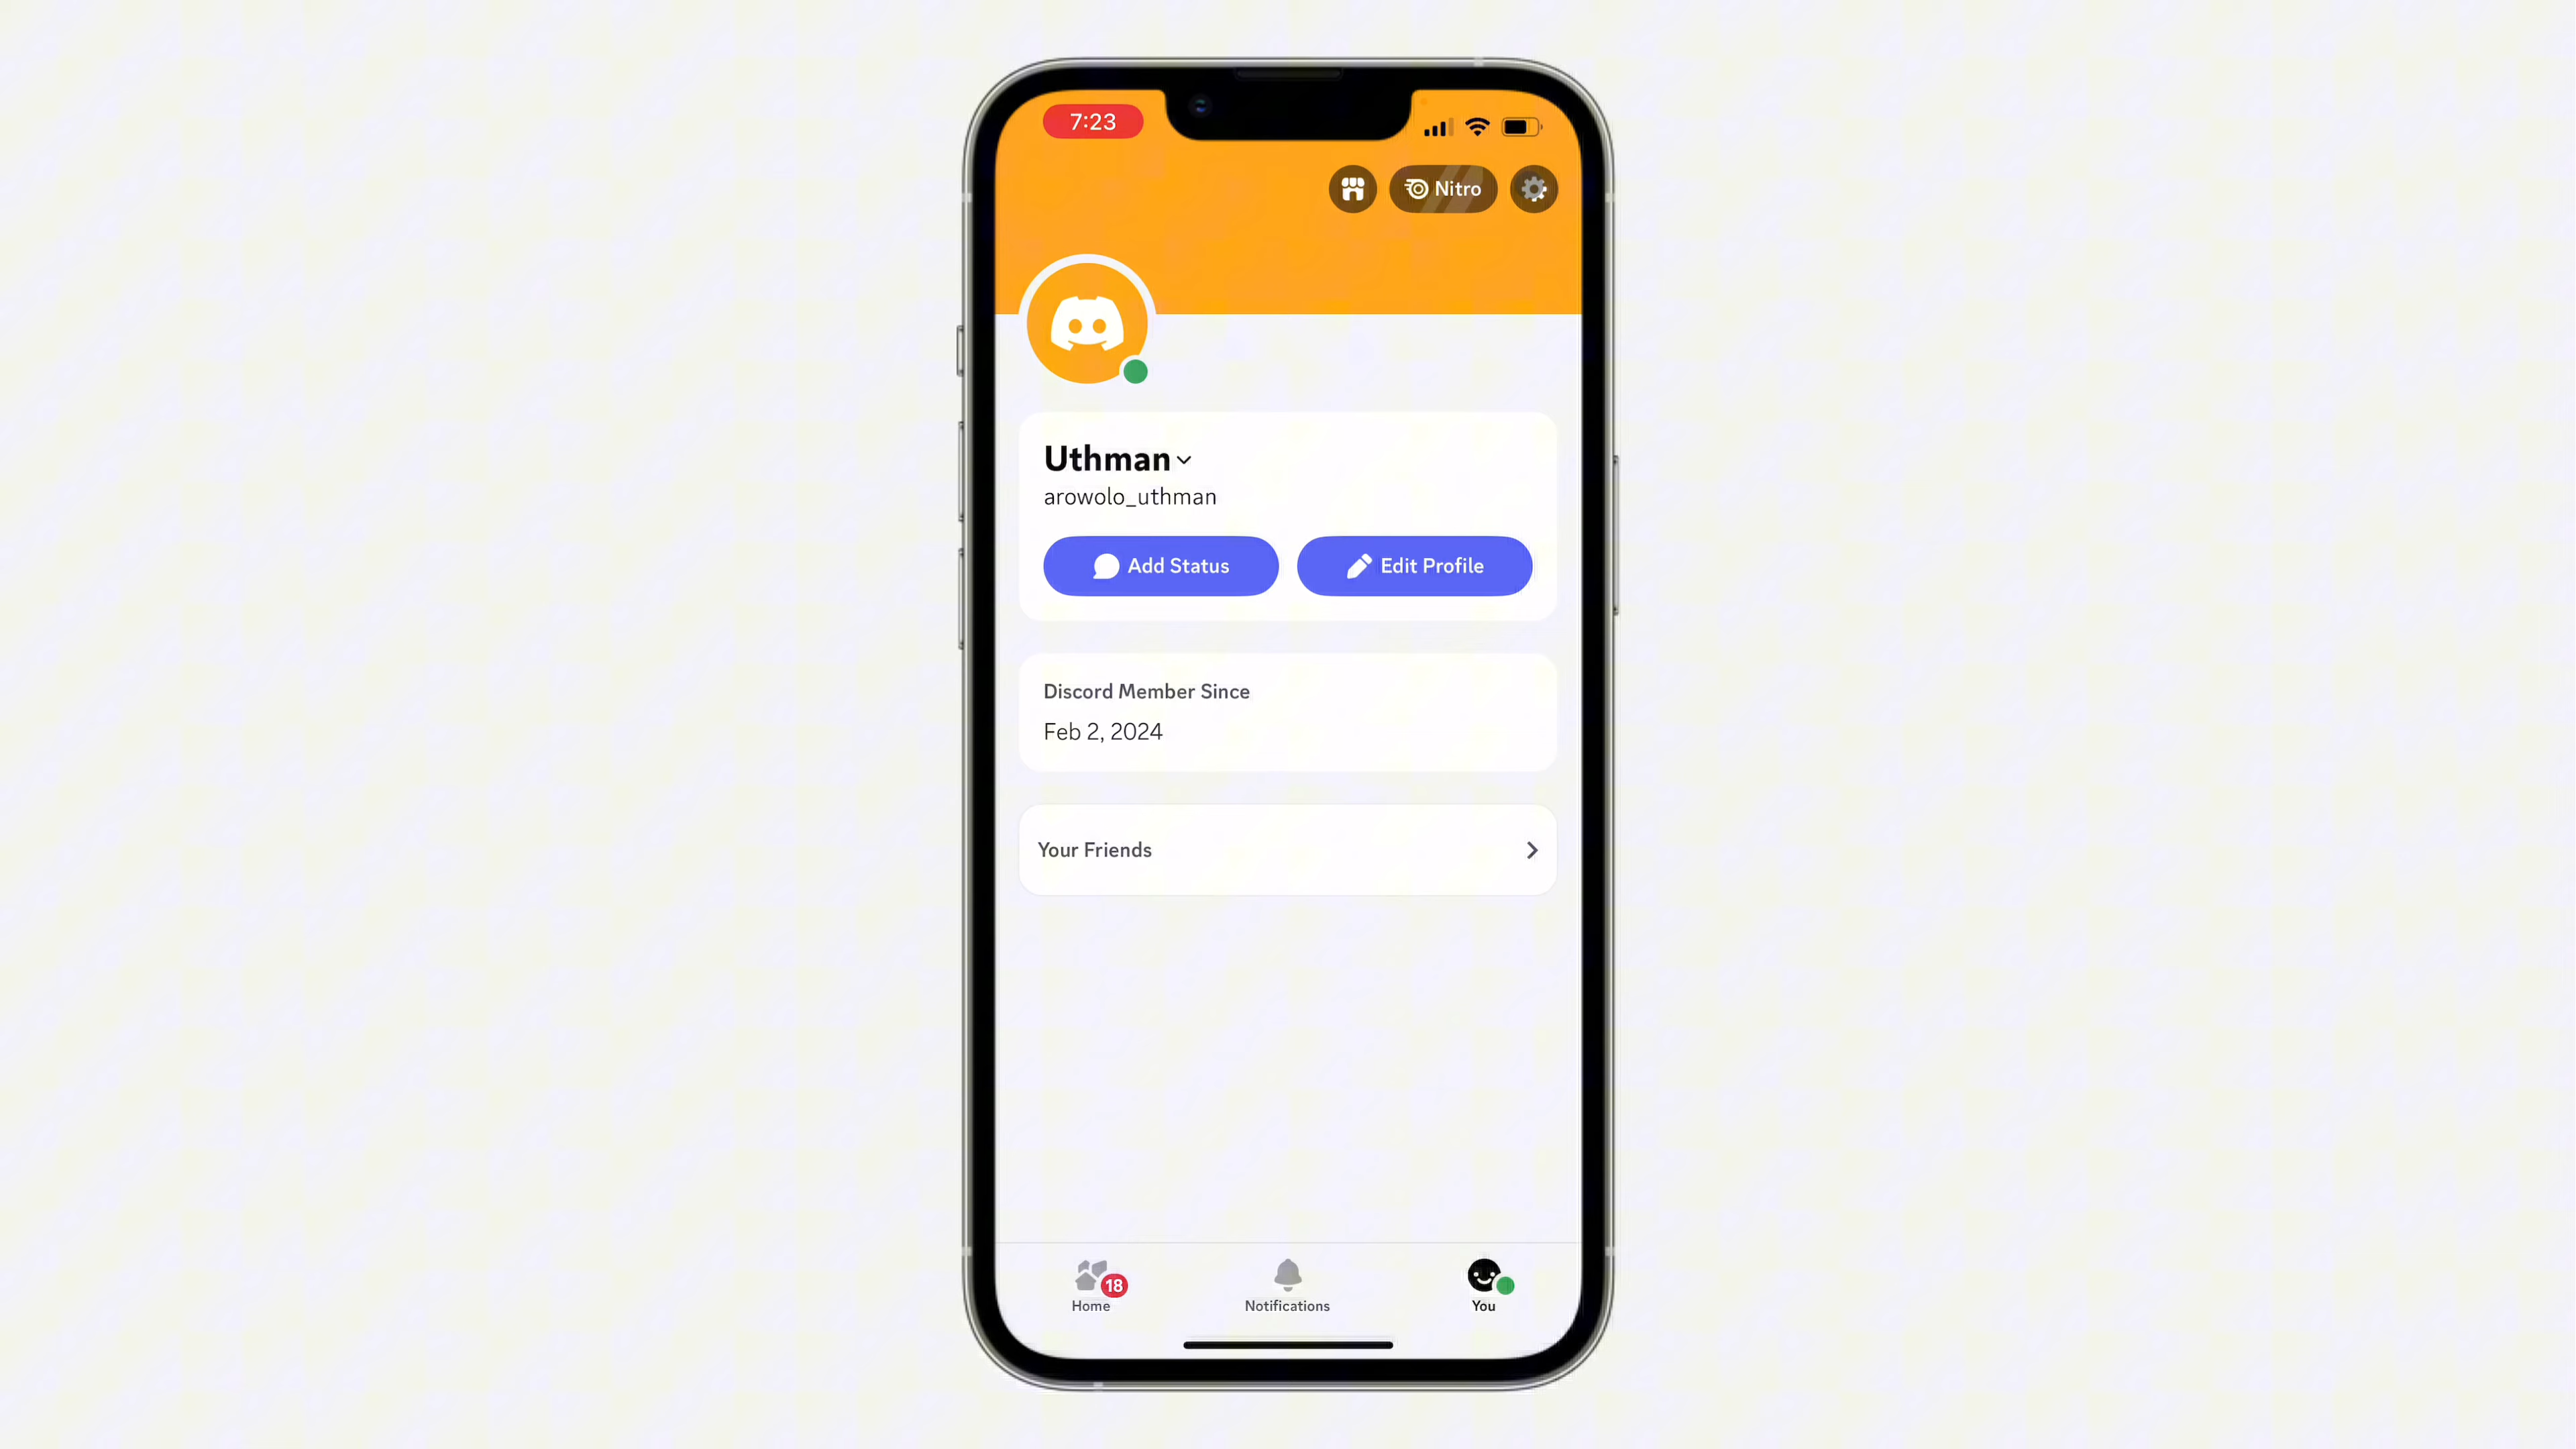 7:23
Nitro
Uthman
arowolo_uthman
Add Status
Edit Profile
Discord Member Since
Feb 2, 2024
Your Friends
18
Home
Notifications
You